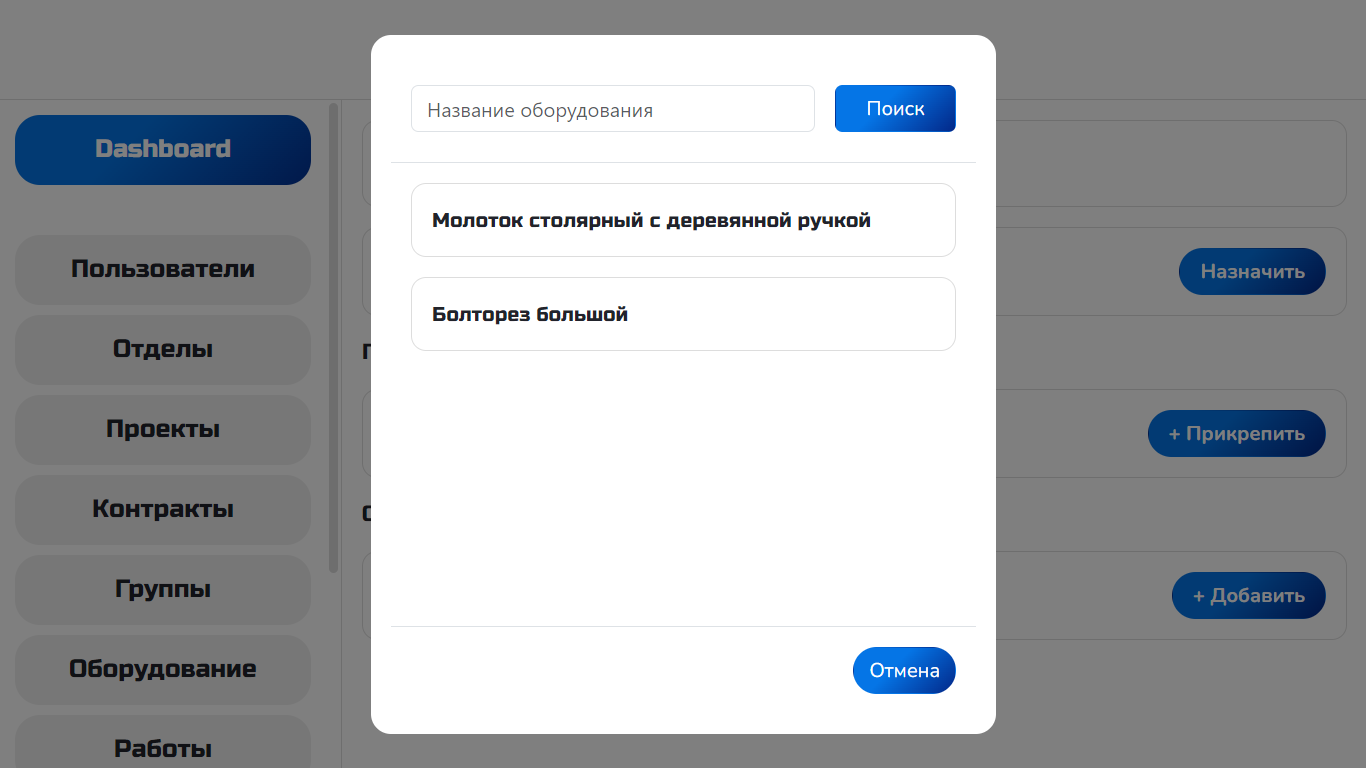 Название оборудования
Поиск
Dashboard
Молоток столярный с деревянной ручкой
Пользователи
Назначить
Болторез большой
Отделы
Проекты
+ Прикрепить
Контракты
Группы
+ Добавить
Оборудование
Отмена
Работы